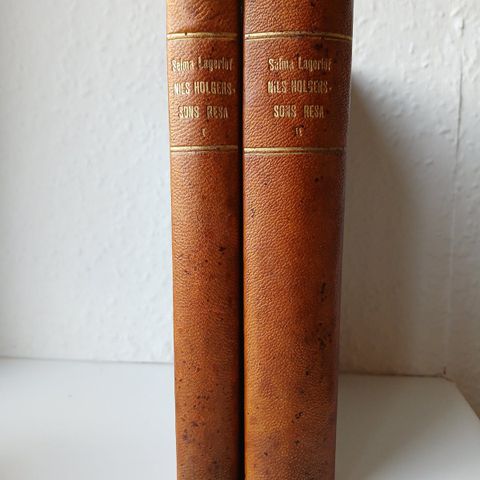 Selma Lagerlöf
NILS HOLGERS-
SONS RESA
I
Selma Lagerlöf
NILS HOLGERS-
SONS RESA
II